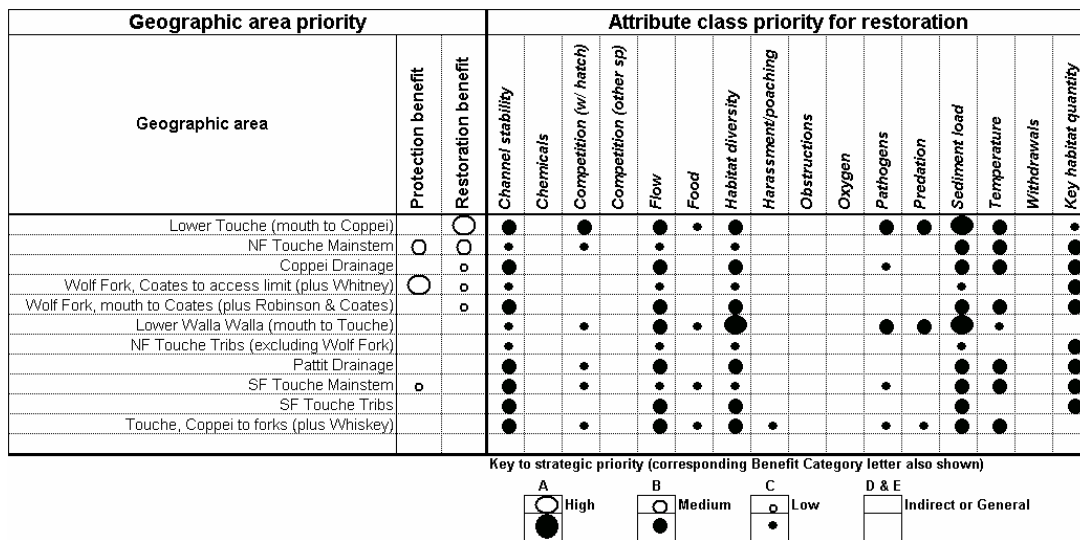 Geographic area priority
Attribute class priority for restoration
Geographic area
Protection benefit
Restoration benefit
Channel stability
Chemicals
Competition (w/ hatch)
Competition (other sp)
Flow
Food
Habitat diversity
Harassment/poaching
Obstructions
Oxygen
Pathogens
Predation
Sediment load
Temperature
Withdrawals
Key habitat quantity
Lower Touche (mouth to Coppei)
NF Touche Mainstem
Coppei Drainage
Wolf Fork, Coates to access limit (plus Whitney)
Wolf Fork, mouth to Coates (plus Robinson & Coates)
Lower Walla Walla (mouth to Touche)
NF Touche Tribs (excluding Wolf Fork)
Pattit Drainage
SF Touche Mainstem
SF Touche Tribs
Touche, Coppei to forks (plus Whiskey)
Key to strategic priority (corresponding Benefit Category letter also shown)
A B C D & E
High Medium Low Indirect or General